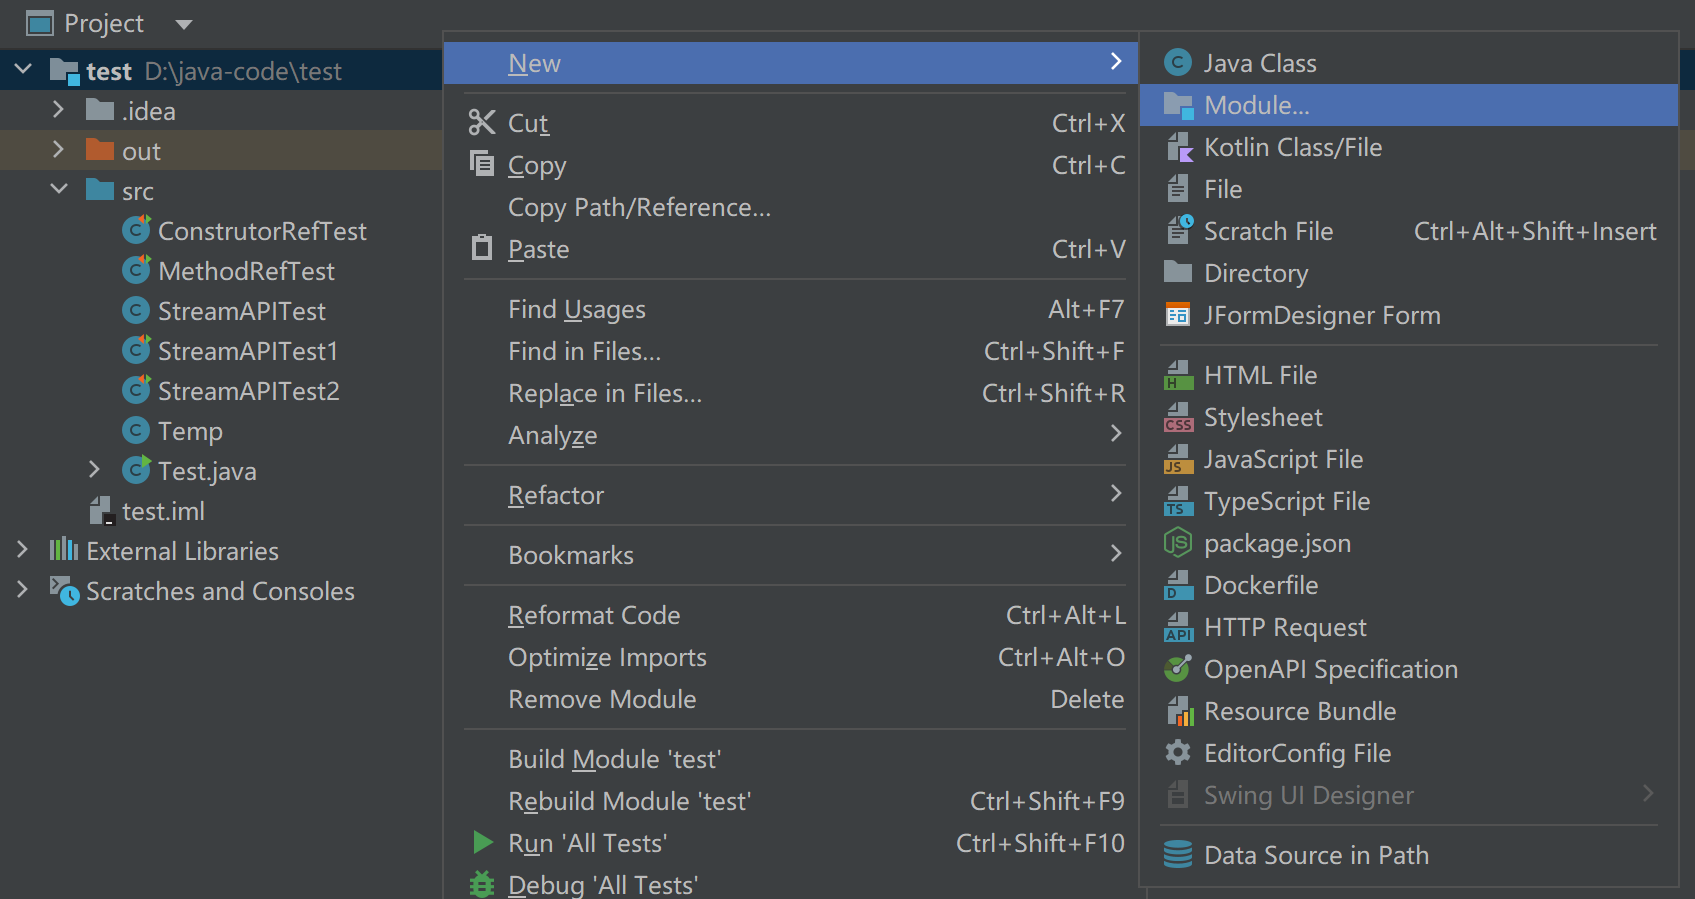 Project
test D:\java-code\test
.idea
out
src
ConstrutorRefTest
MethodRefTest
StreamAPITest
StreamAPITest1
StreamAPITest2
Temp
Test.java
test.iml
External Libraries
Scratches and Consoles
New
Cut Ctrl+X
Copy Ctrl+C
Copy Path/Reference...
Paste Ctrl+V
Find Usages Alt+F7
Find in Files... Ctrl+Shift+F
Replace in Files... Ctrl+Shift+R
Analyze
Refactor
Bookmarks
Reformat Code Ctrl+Alt+L
Optimize Imports Ctrl+Alt+O
Remove Module Delete
Build Module 'test'
Rebuild Module 'test' Ctrl+Shift+F9
Run 'All Tests' Ctrl+Shift+F10
Debug 'All Tests'
Java Class
Module...
Kotlin Class/File
File
Scratch File Ctrl+Alt+Shift+Insert
Directory
JFormDesigner Form
HTML File
Stylesheet
JavaScript File
TypeScript File
package.json
Dockerfile
HTTP Request
OpenAPI Specification
Resource Bundle
EditorConfig File
Swing UI Designer
Data Source in Path